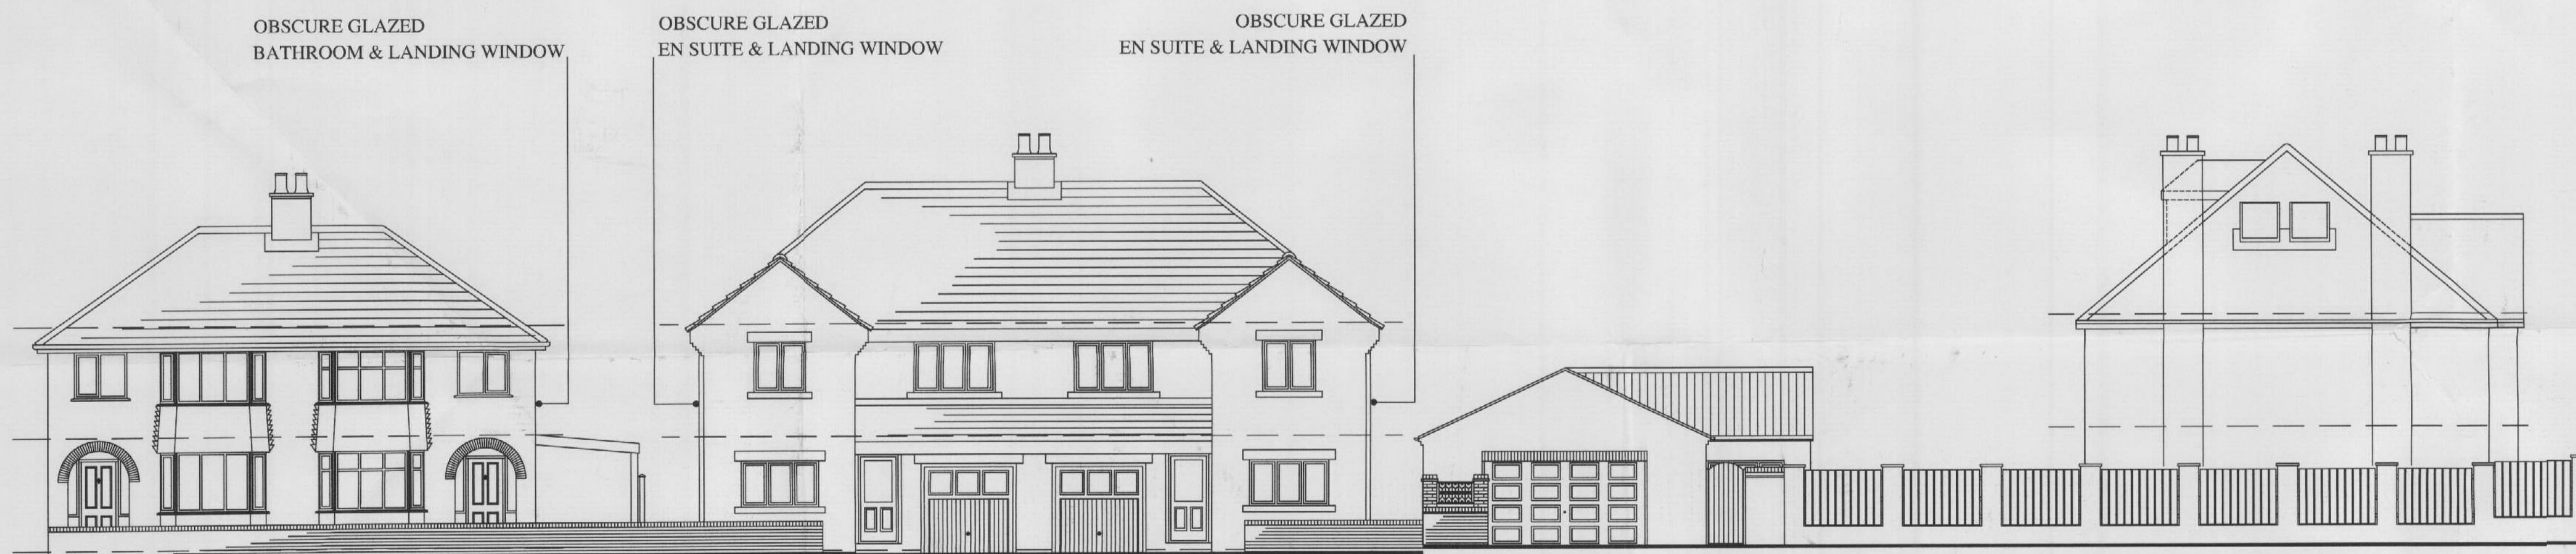 OBSCURE GLAZED
BATHROOM & LANDING WINDOW
OBSCURE GLAZED
EN SUITE & LANDING WINDOW
OBSCURE GLAZED
EN SUITE & LANDING WINDOW